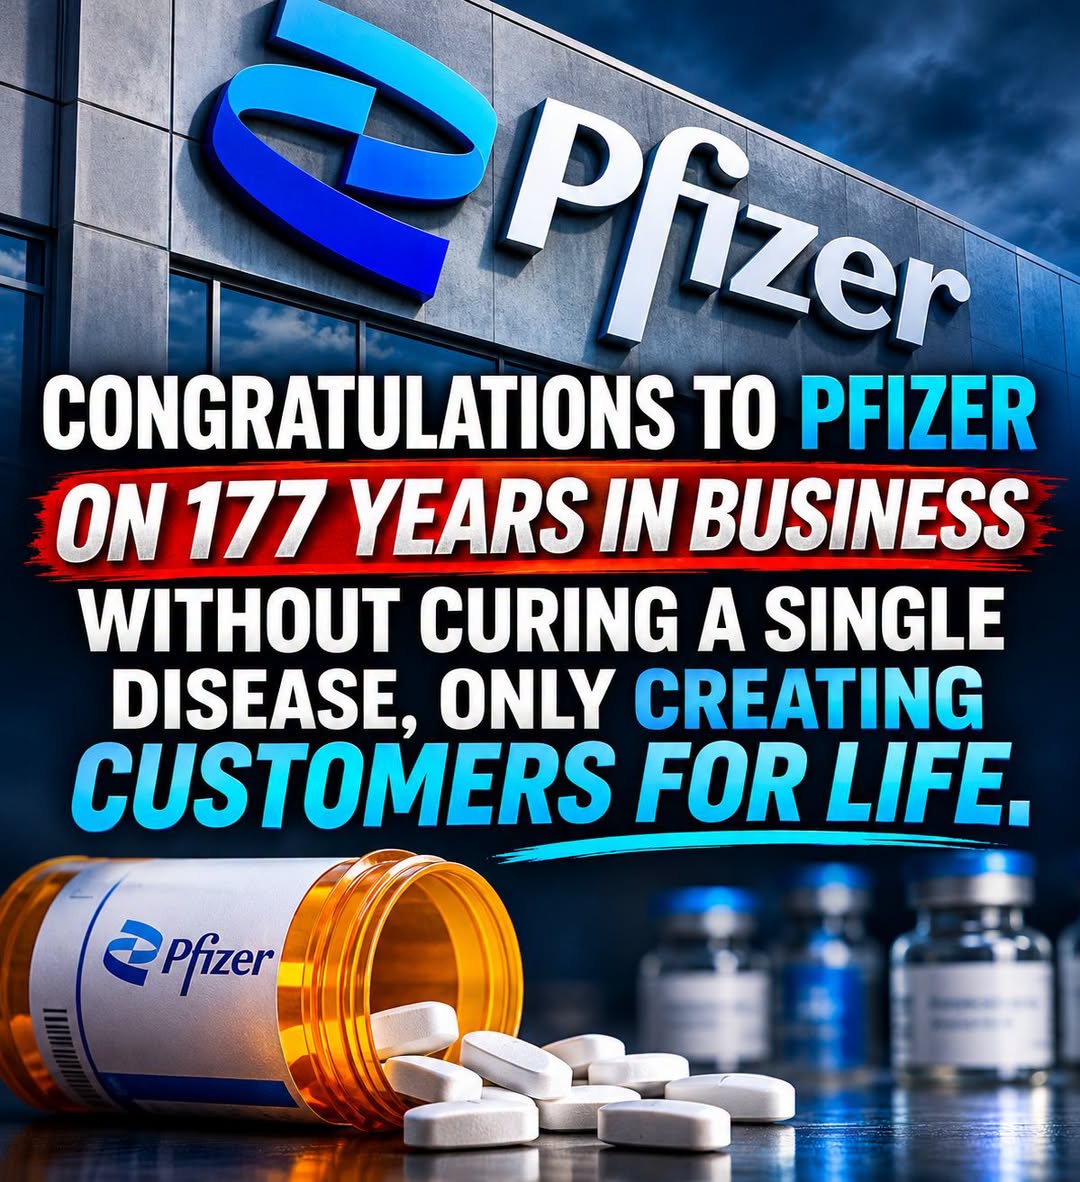 Pfizer
CONGRATULATIONS TO PFIZER
ON 177 YEARS IN BUSINESS
WITHOUT CURING A SINGLE
DISEASE, ONLY CREATING
CUSTOMERS FOR LIFE.
Pfizer